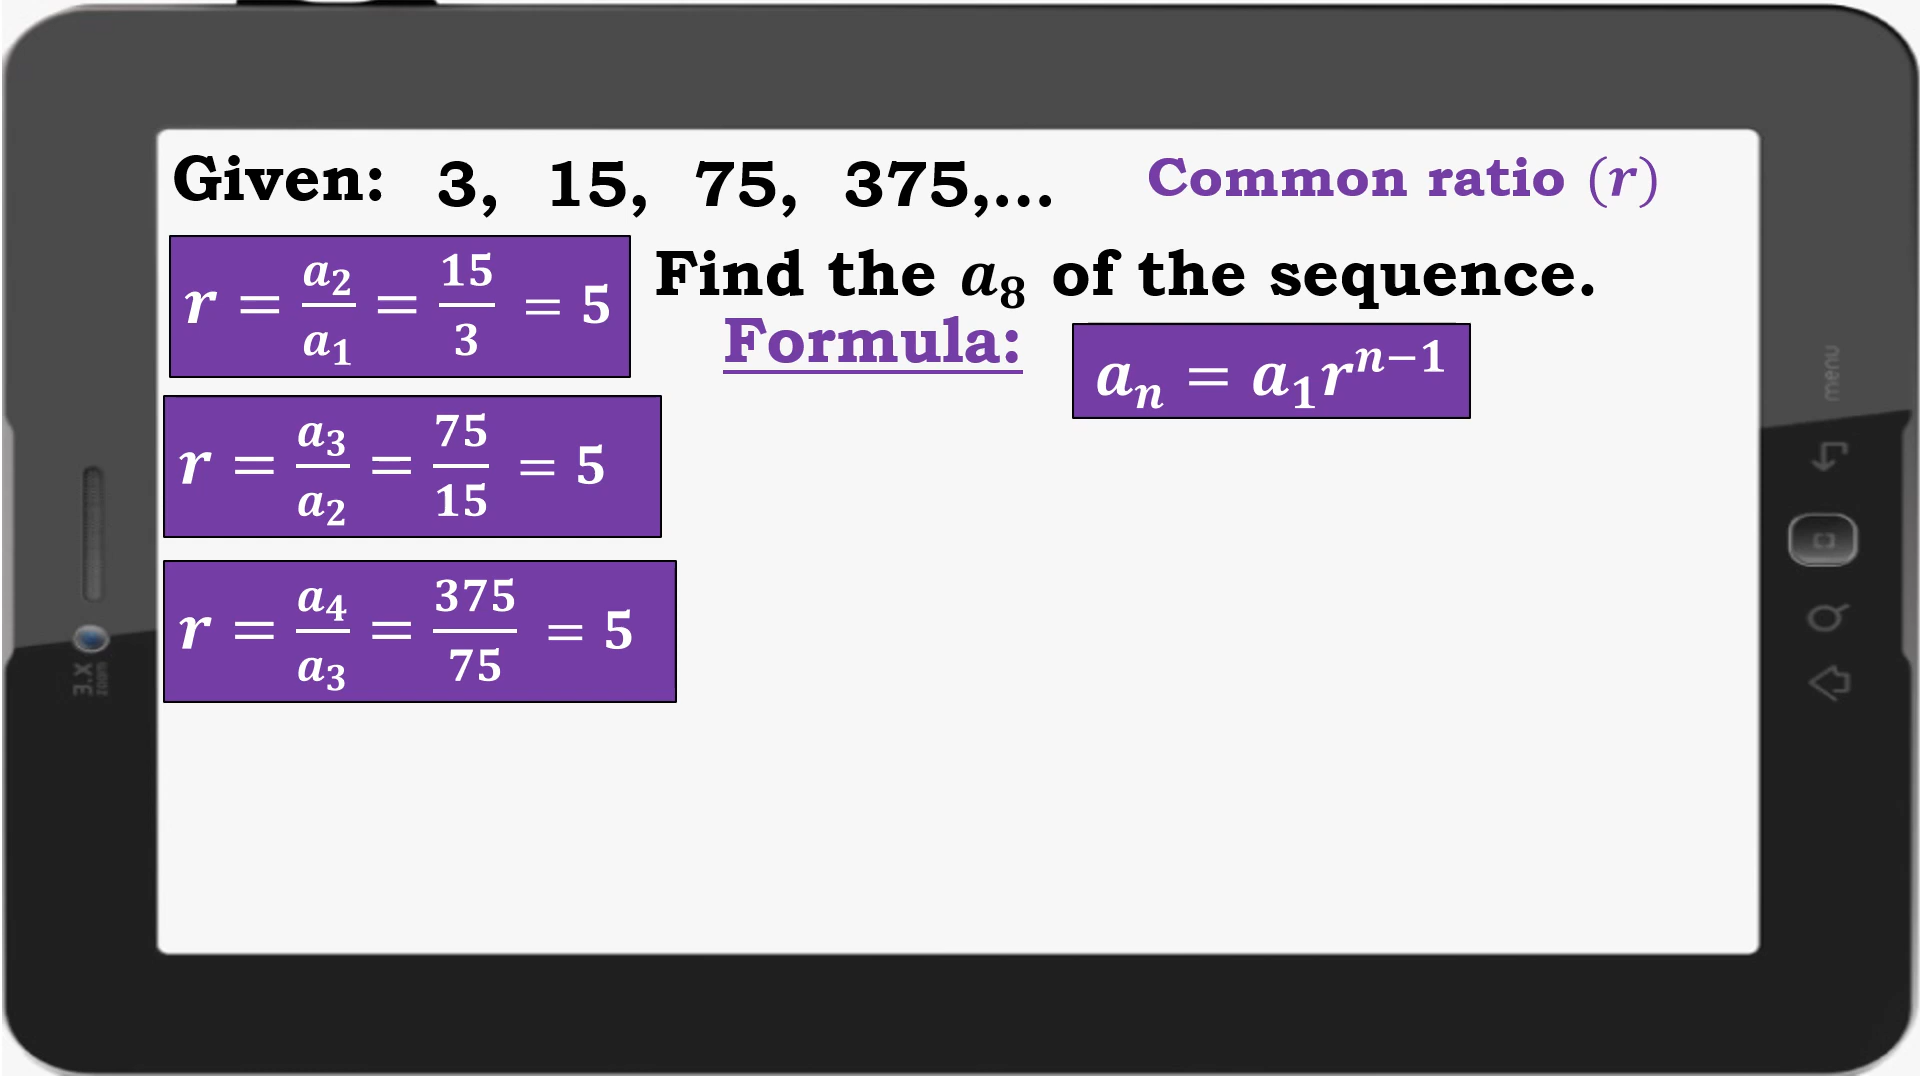 Given: 3, 15, 75, 375,... Common ratio (r)
r = a₂/a₁ = 15/3 = 5
Find the a₈ of the sequence.
Formula:
aₙ = a₁rⁿ⁻¹
r = a₃/a₂ = 75/15 = 5
r = a₄/a₃ = 375/75 = 5
menu
3.X
zoom